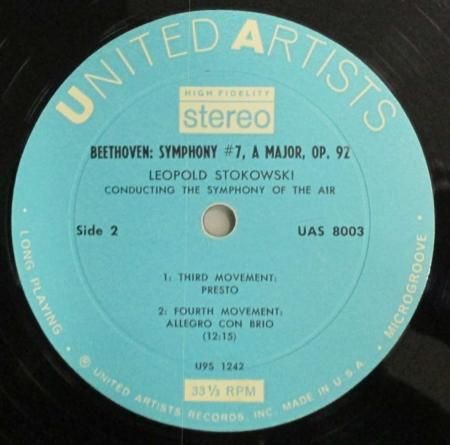 UNITED ARTISTS
HIGH FIDELITY
stereo
BEETHOVEN: SYMPHONY #7, A MAJOR, OP. 92
LEOPOLD STOKOWSKI
CONDUCTING THE SYMPHONY OF THE AIR
Side 2
UAS 8003
1: THIRD MOVEMENT:
PRESTO
2: FOURTH MOVEMENT:
ALLEGRO CON BRIO
(12:15)
U9S 1242
33⅓ RPM
• LONG PLAYING • ® UNITED ARTISTS RECORDS, INC. MADE IN U.S.A. • MICROGROOVE •